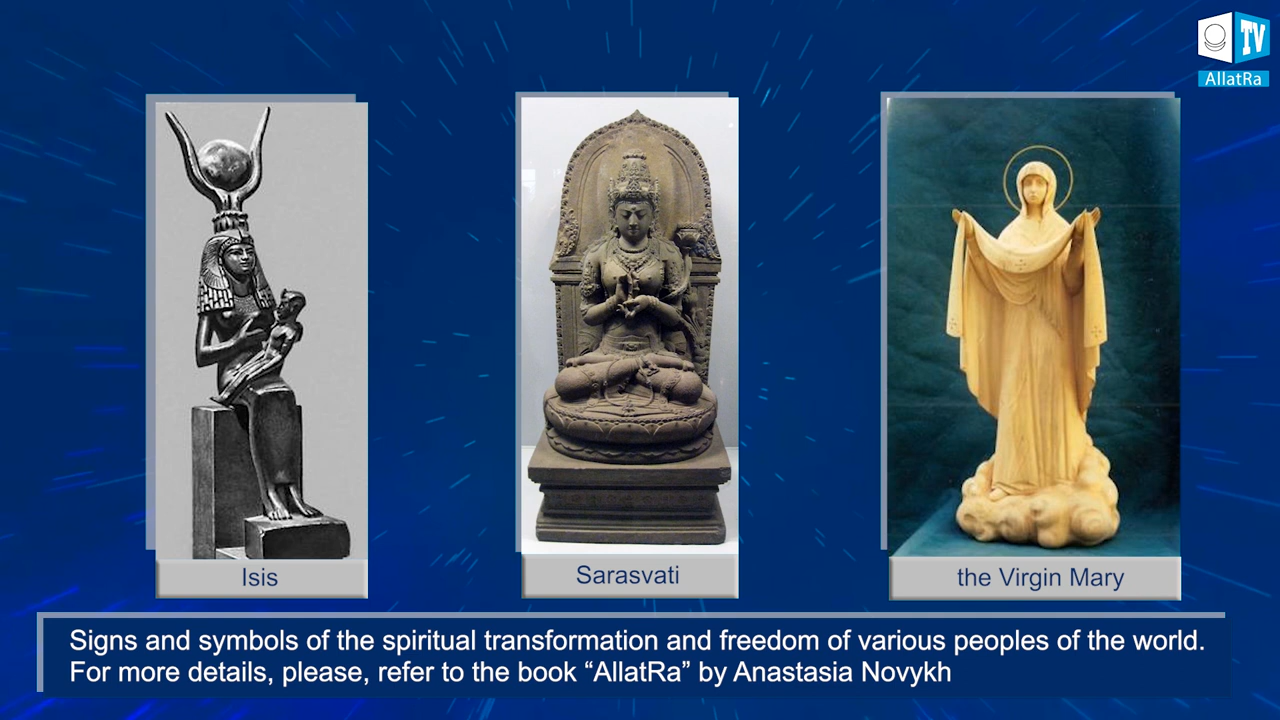 TV
AllatRa
Isis
Sarasvati
the Virgin Mary
Signs and symbols of the spiritual transformation and freedom of various peoples of the world.
For more details, please, refer to the book “AllatRa” by Anastasia Novykh